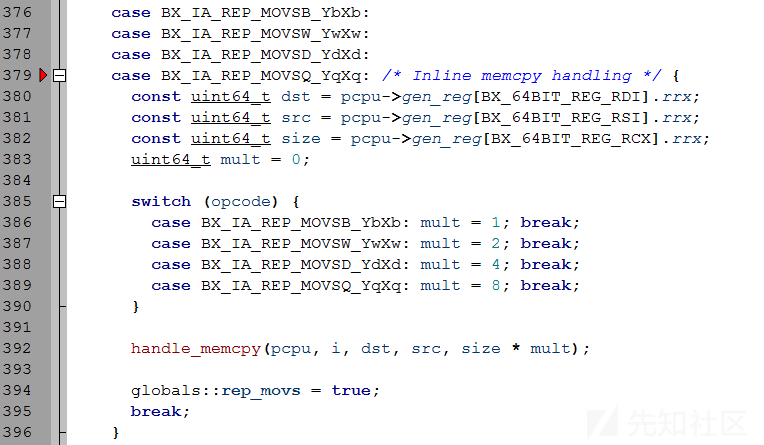 376 case BX_IA_REP_MOVSB_YbXb:
377 case BX_IA_REP_MOVSW_YwXw:
378 case BX_IA_REP_MOVSD_YdXd:
379 case BX_IA_REP_MOVSQ_YqXq: /* Inline memcpy handling */ {
380 const uint64_t dst = pcpu->gen_reg[BX_64BIT_REG_RDI].rrx;
381 const uint64_t src = pcpu->gen_reg[BX_64BIT_REG_RSI].rrx;
382 const uint64_t size = pcpu->gen_reg[BX_64BIT_REG_RCX].rrx;
383 uint64_t mult = 0;
384
385 switch (opcode) {
386 case BX_IA_REP_MOVSB_YbXb: mult = 1; break;
387 case BX_IA_REP_MOVSW_YwXw: mult = 2; break;
388 case BX_IA_REP_MOVSD_YdXd: mult = 4; break;
389 case BX_IA_REP_MOVSQ_YqXq: mult = 8; break;
390 }
391
392 handle_memcpy(pcpu, i, dst, src, size * mult);
393
394 globals::rep_movs = true;
395 break;
396 }
先知社区